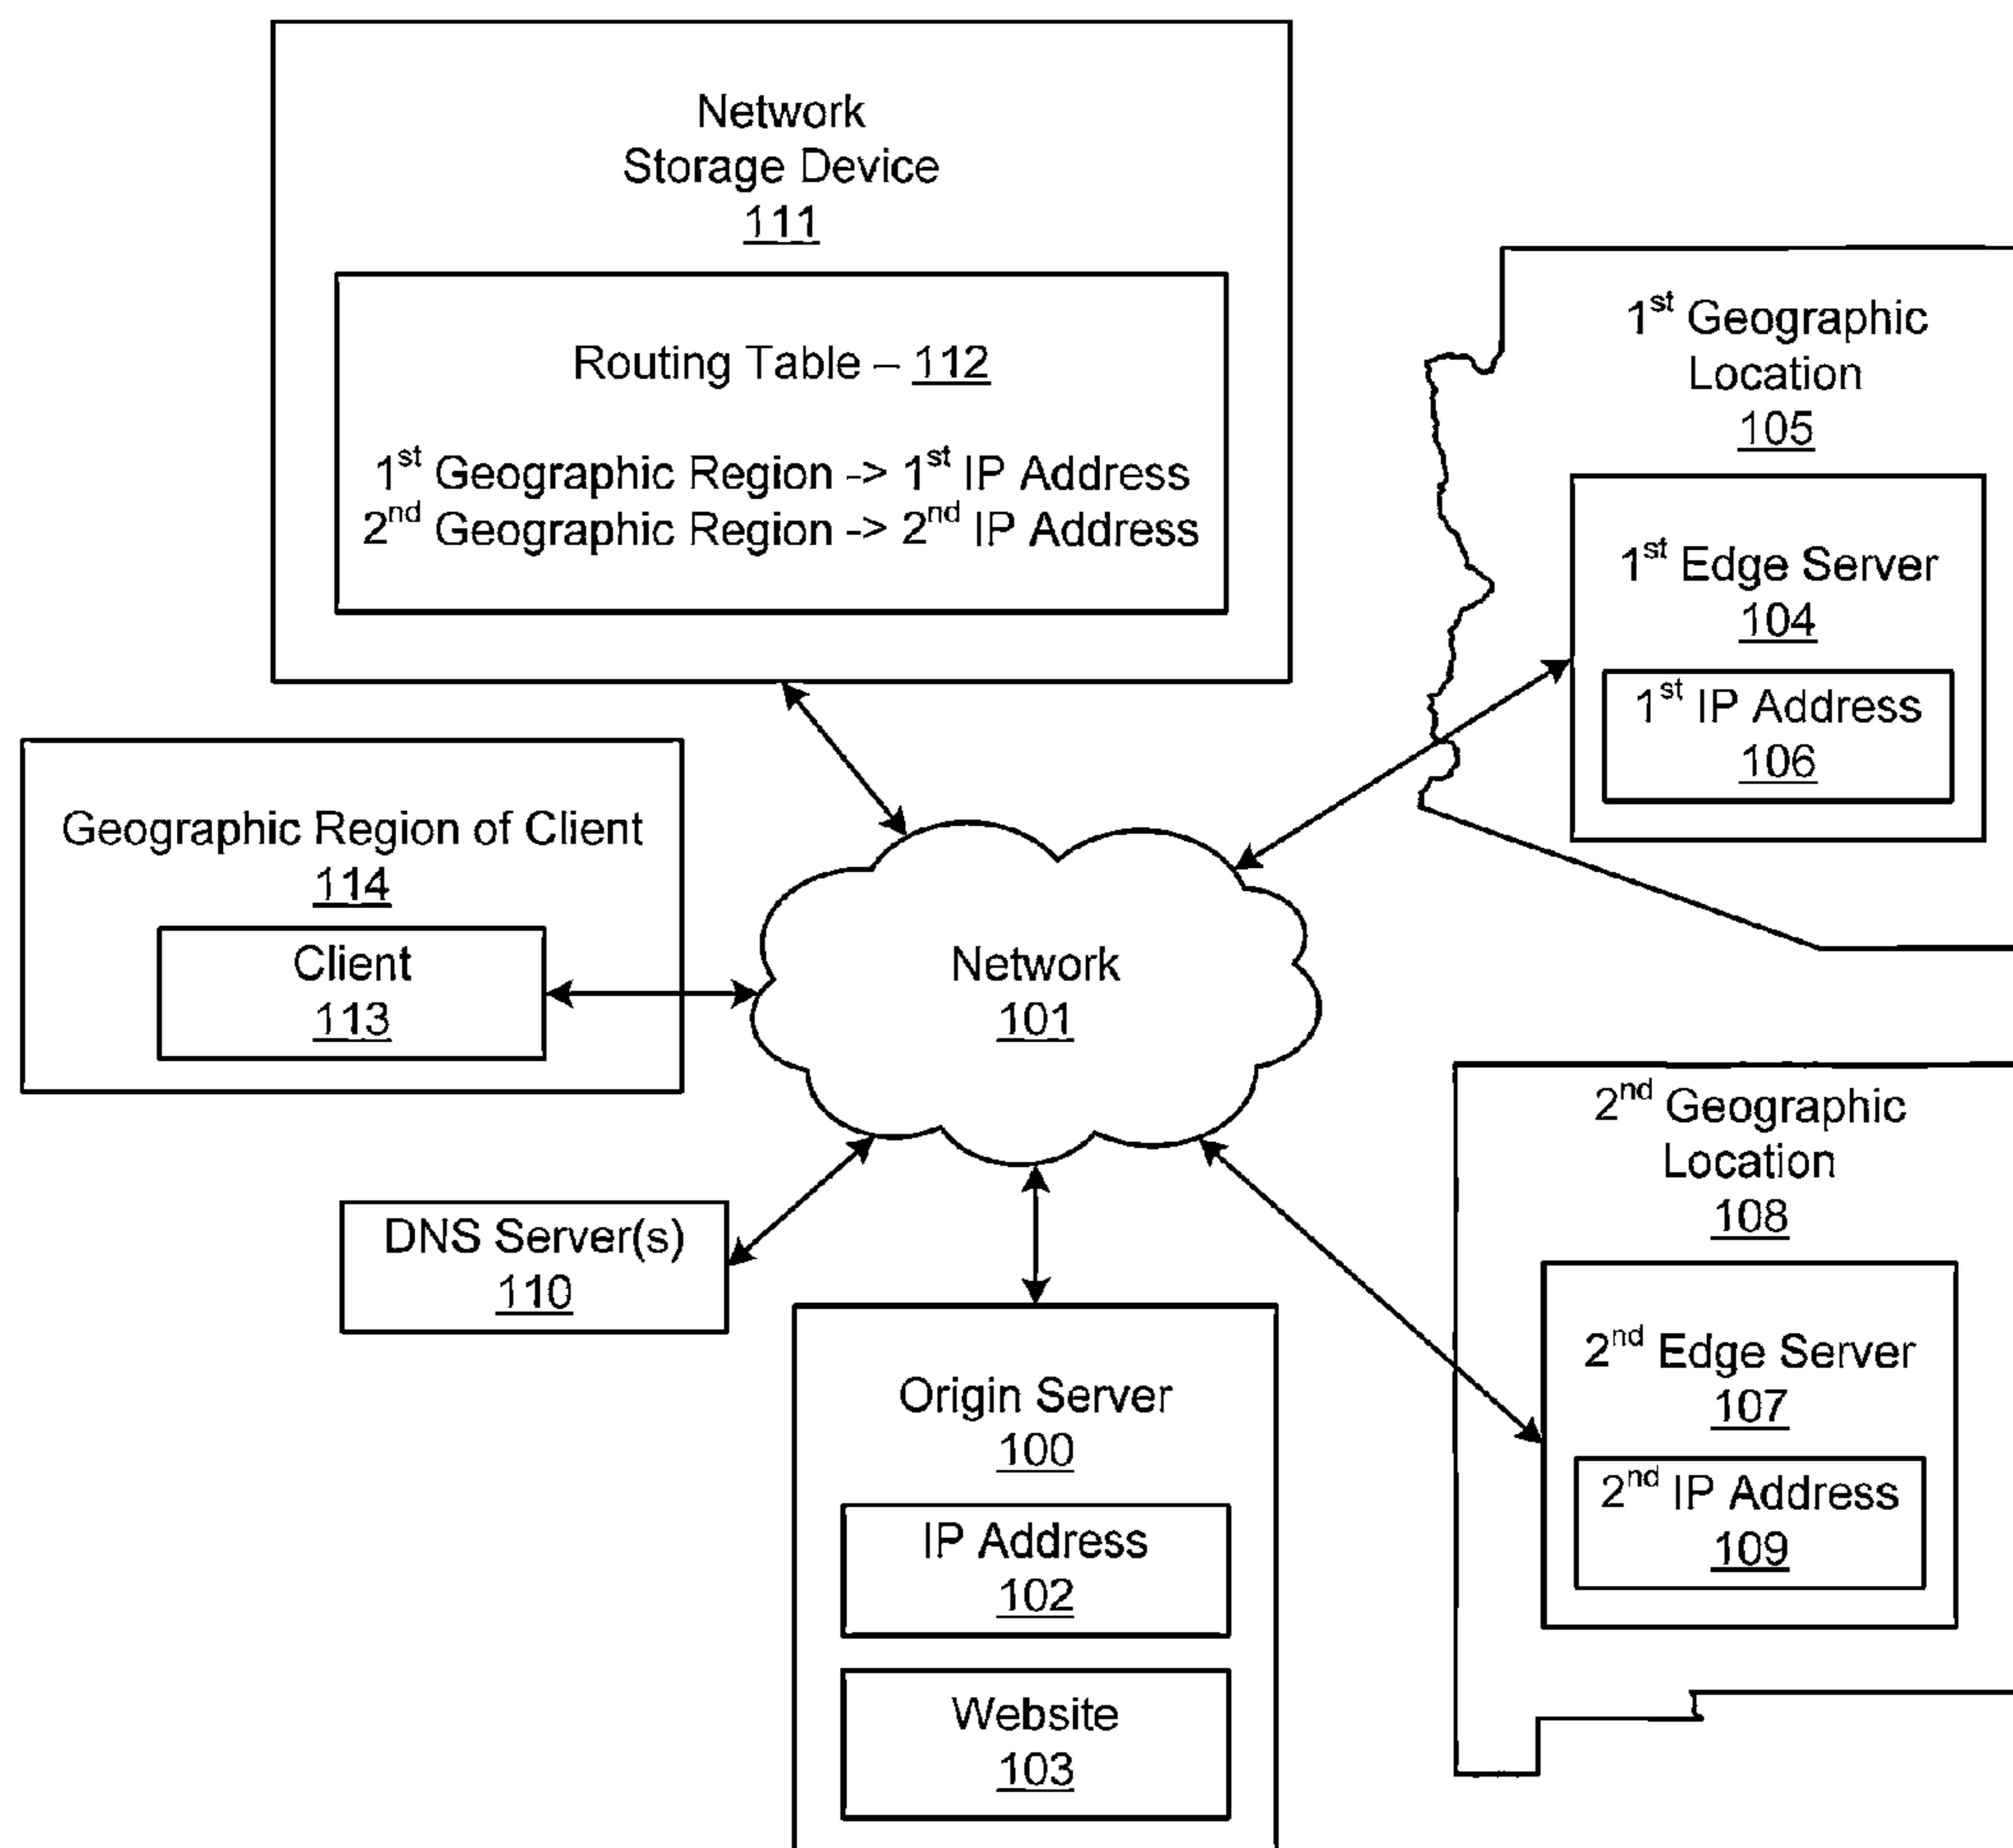 Network
Storage Device
111
Routing Table – 112
1st Geographic Region -> 1st IP Address
2nd Geographic Region -> 2nd IP Address
1st Geographic
Location
105
1st Edge Server
104
1st IP Address
106
Geographic Region of Client
114
Client
113
Network
101
2nd Geographic
Location
108
2nd Edge Server
107
2nd IP Address
109
DNS Server(s)
110
Origin Server
100
IP Address
102
Website
103